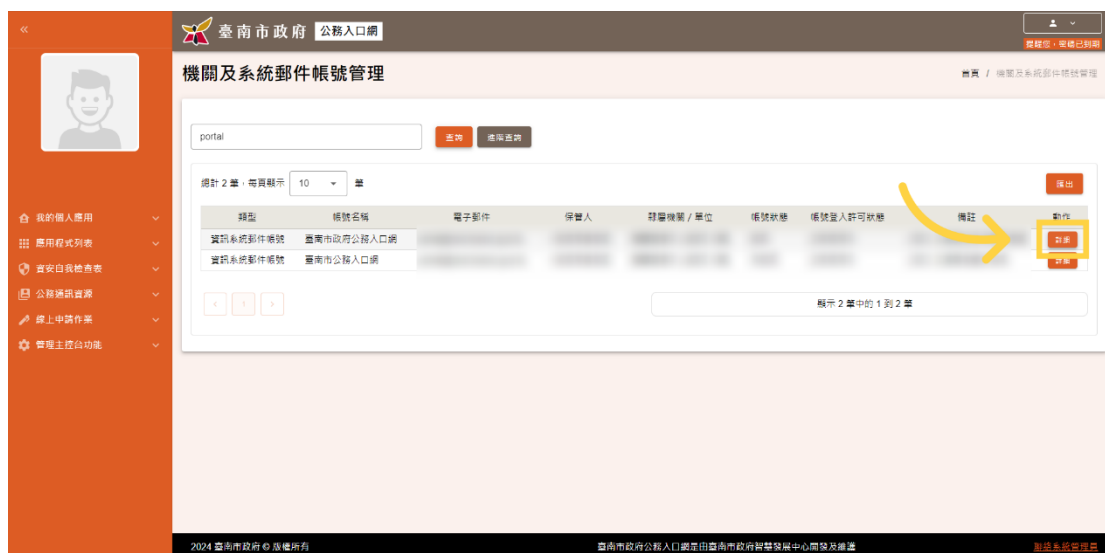 臺南市政府 公務入口網
提醒您，密碼已到期
機關及系統郵件帳號管理
首頁 / 機關及系統郵件帳號管理
portal
查詢 進階查詢
總計 2 筆，每頁顯示 10 筆
匯出
類型 帳號名稱 電子郵件 保管人 隸屬機關 / 單位 帳號狀態 帳號登入許可狀態 備註 動作
資訊系統郵件帳號 臺南市政府公務入口網 詳細
資訊系統郵件帳號 臺南市公務入口網 詳細
‹ 1 ›
顯示 2 筆中的 1 到 2 筆
我的個人應用
應用程式列表
資安自我檢查表
公務通訊資源
線上申請作業
管理主控台功能
2024 臺南市政府 © 版權所有
臺南市政府公務入口網是由臺南市政府智慧發展中心開發及維護
聯絡系統管理員